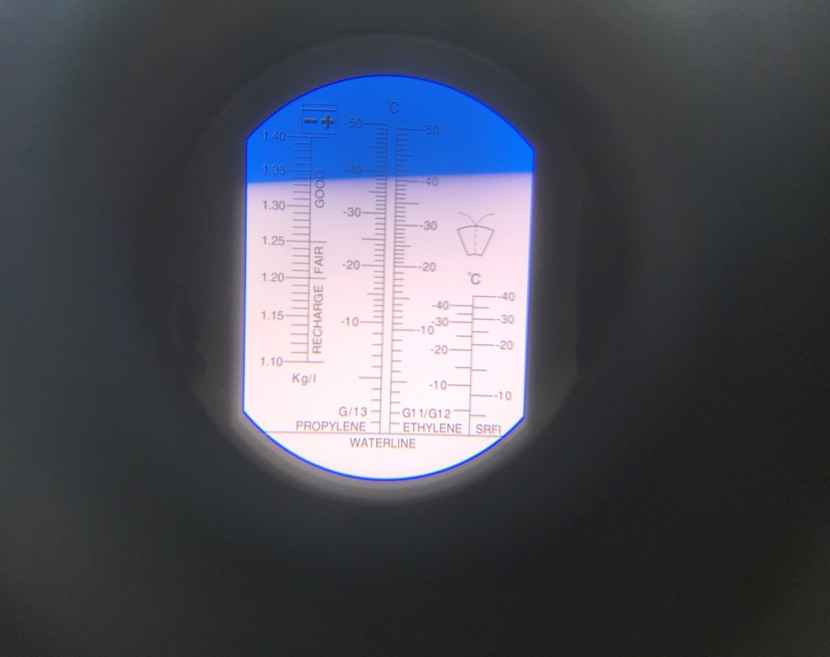 °C
- +
-50 -50
1.40
1.35 -40 -40
GOOD
1.30 -30 -30
1.25
FAIR
1.20 -20 -20
°C
RECHARGE
-40 -40
1.15 -10 -10 -30 -30
-20 -20
1.10
-10 -10
Kg/l
G/13 G11/G12
PROPYLENE ETHYLENE SRFI
WATERLINE